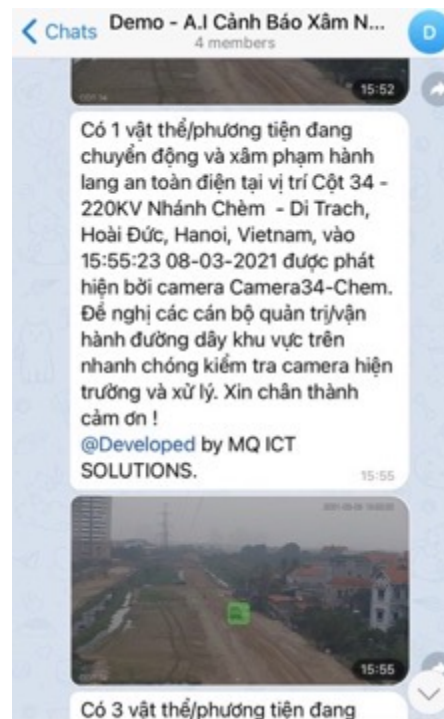 Chats
Demo - A.I Cảnh Báo Xâm N...
D
4 members
15:52
Có 1 vật thể/phương tiện đang
chuyển động và xâm phạm hành
lang an toàn điện tại vị trí Cột 34 -
220KV Nhánh Chèm - Di Trach,
Hoài Đức, Hanoi, Vietnam, vào
15:55:23 08-03-2021 được phát
hiện bởi camera Camera34-Chem.
Đề nghị các cán bộ quản trị/vận
hành đường dây khu vực trên
nhanh chóng kiểm tra camera hiện
trường và xử lý. Xin chân thành
cảm ơn !
@Developed by MQ ICT
SOLUTIONS.
15:55
15:55
Có 3 vật thể/phương tiện đang